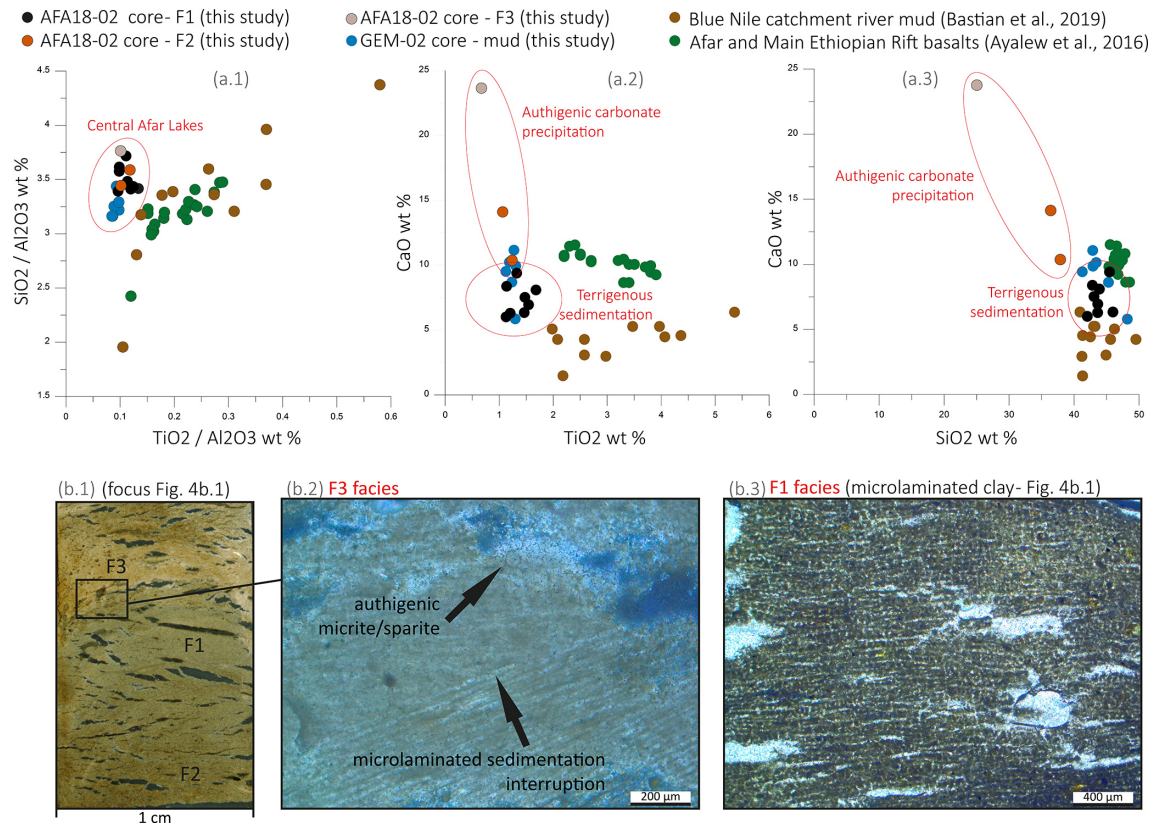 AFA18-02 core - F1 (this study)
AFA18-02 core - F3 (this study)
Blue Nile catchment river mud (Bastian et al., 2019)
AFA18-02 core - F2 (this study)
GEM-02 core - mud (this study)
Afar and Main Ethiopian Rift basalts (Ayalew et al., 2016)
(a.1)
Central Afar Lakes
SiO2 / Al2O3 wt %
4.5
4
3.5
3
2.5
2
1.5
0
0.1
0.2
0.3
0.4
0.5
0.6
TiO2 / Al2O3 wt %
(a.2)
Authigenic carbonate
precipitation
Terrigenous
sedimentation
CaO wt %
25
20
15
10
5
0
0
1
2
3
4
5
6
TiO2 wt %
(a.3)
Authigenic carbonate
precipitation
Terrigenous
sedimentation
CaO wt %
25
20
15
10
5
0
0
10
20
30
40
50
SiO2 wt %
(b.1) (focus Fig. 4b.1)
F3
F1
F2
1 cm
(b.2) F3 facies
authigenic
micrite/sparite
microlaminated sedimentation
interruption
200 µm
(b.3) F1 facies (microlaminated clay- Fig. 4b.1)
400 µm